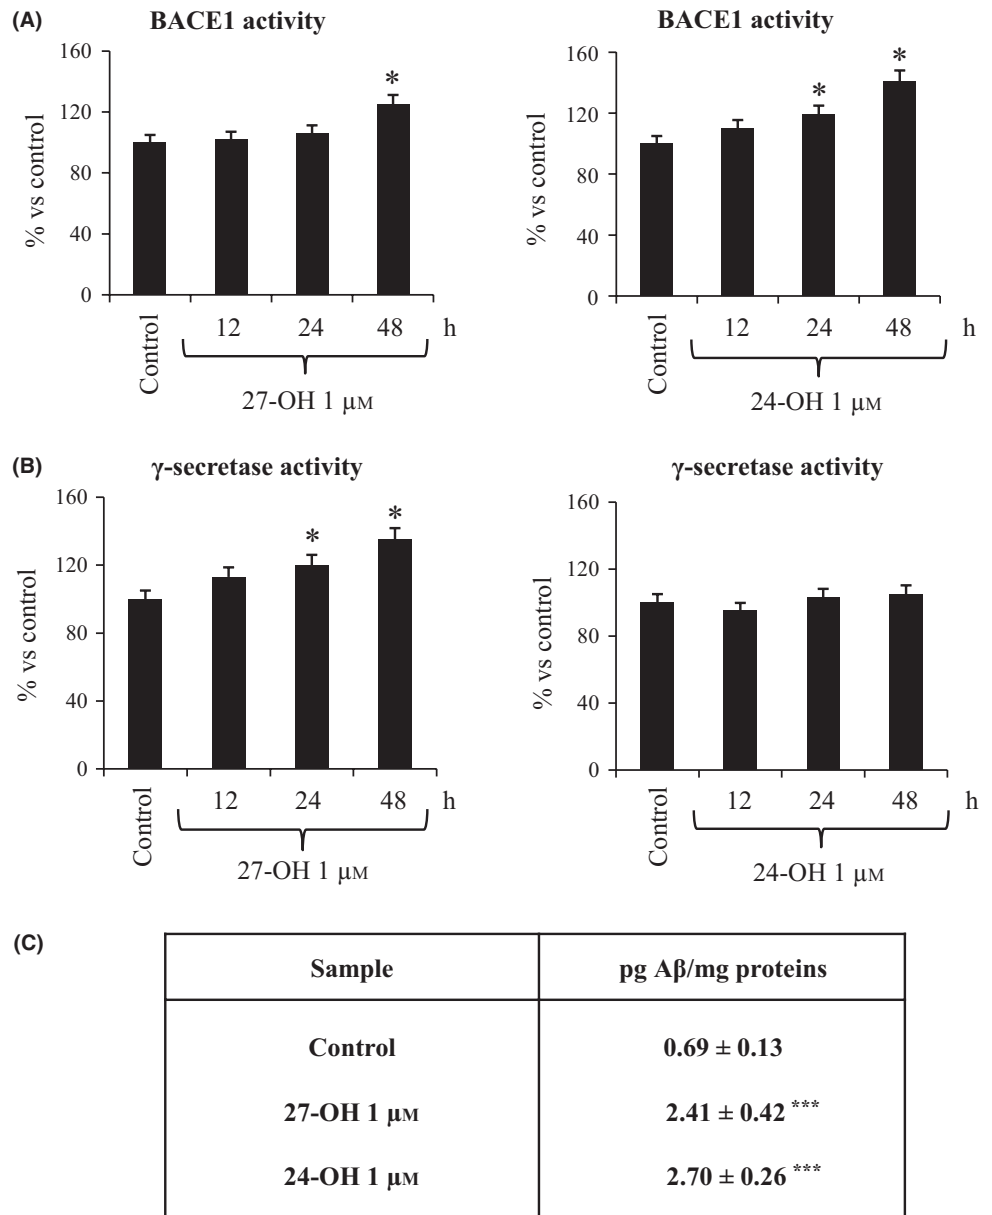 (A)
BACE1 activity
160
120
80
40
0
% vs control
*
Control
12 24 48 h
27-OH 1 μM
BACE1 activity
160
120
80
40
0
% vs control
* *
Control
12 24 48 h
24-OH 1 μM
(B)
γ-secretase activity
160
120
80
40
0
% vs control
* *
Control
12 24 48 h
27-OH 1 μM
γ-secretase activity
160
120
80
40
0
% vs control
Control
12 24 48 h
24-OH 1 μM
(C)
Sample pg Aβ/mg proteins
Control 0.69 ± 0.13
27-OH 1 μM 2.41 ± 0.42 ***
24-OH 1 μM 2.70 ± 0.26 ***